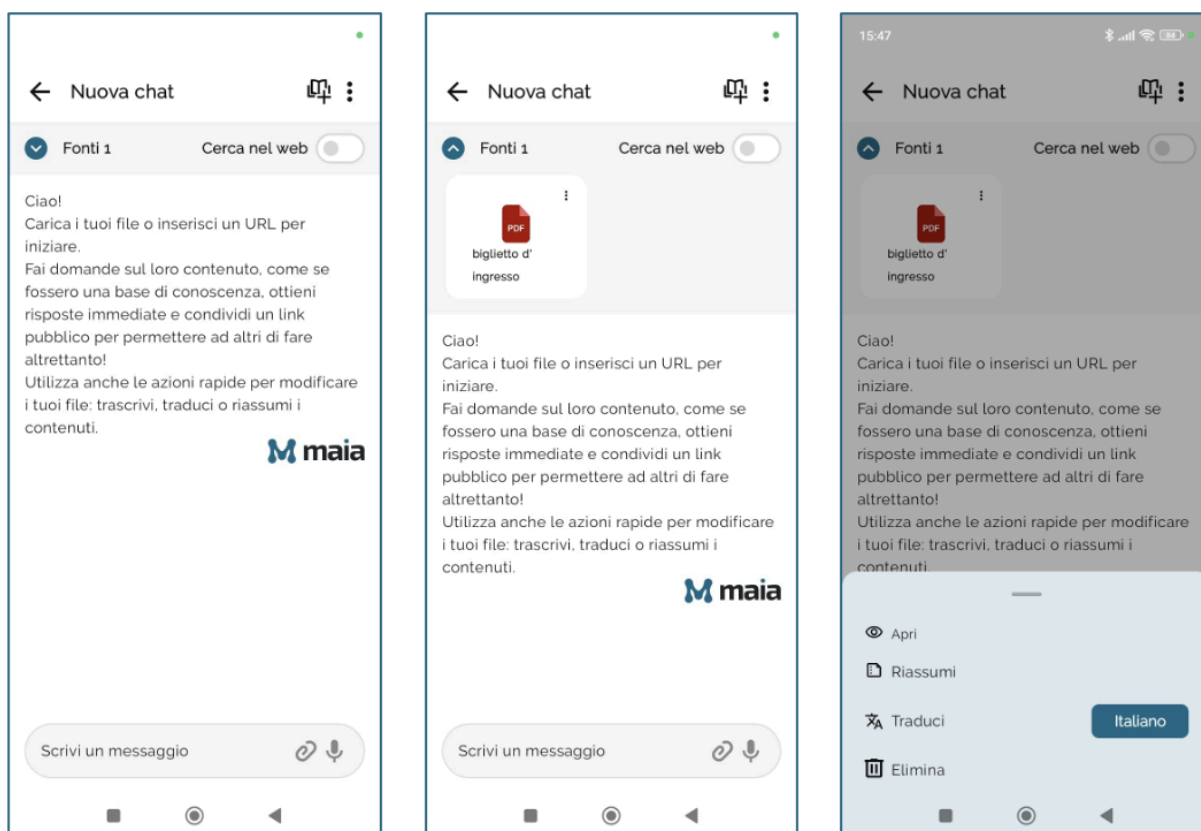 Nuova chat
Fonti 1 Cerca nel web
Ciao!
Carica i tuoi file o inserisci un URL per
iniziare.
Fai domande sul loro contenuto, come se
fossero una base di conoscenza, ottieni
risposte immediate e condividi un link
pubblico per permettere ad altri di fare
altrettanto!
Utilizza anche le azioni rapide per modificare
i tuoi file: trascrivi, traduci o riassumi i
contenuti.
maia
Scrivi un messaggio
Nuova chat
Fonti 1 Cerca nel web
PDF
biglietto d'
ingresso
Ciao!
Carica i tuoi file o inserisci un URL per
iniziare.
Fai domande sul loro contenuto, come se
fossero una base di conoscenza, ottieni
risposte immediate e condividi un link
pubblico per permettere ad altri di fare
altrettanto!
Utilizza anche le azioni rapide per modificare
i tuoi file: trascrivi, traduci o riassumi i
contenuti.
maia
Scrivi un messaggio
15:47
Nuova chat
Fonti 1 Cerca nel web
PDF
biglietto d'
ingresso
Ciao!
Carica i tuoi file o inserisci un URL per
iniziare.
Fai domande sul loro contenuto, come se
fossero una base di conoscenza, ottieni
risposte immediate e condividi un link
pubblico per permettere ad altri di fare
altrettanto!
Utilizza anche le azioni rapide per modificare
i tuoi file: trascrivi, traduci o riassumi i
contenuti.
Apri
Riassumi
Traduci Italiano
Elimina